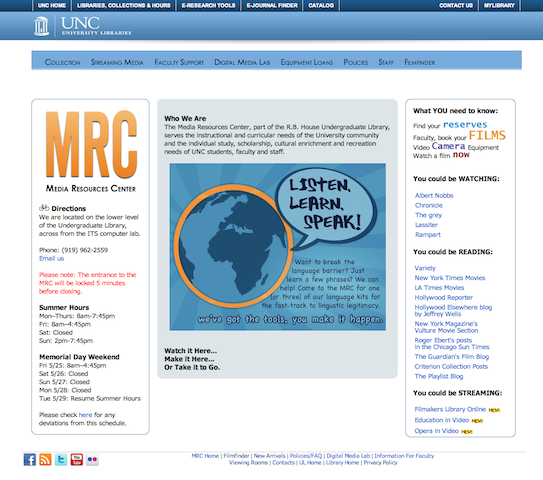 UNC HOME
LIBRARIES, COLLECTIONS & HOURS
E-RESEARCH TOOLS
E-JOURNAL FINDER
CATALOG
CONTACT US
MYLIBRARY
UNC
UNIVERSITY LIBRARIES
COLLECTION
STREAMING MEDIA
FACULTY SUPPORT
DIGITAL MEDIA LAB
EQUIPMENT LOANS
POLICIES
STAFF
FILMFINDER
MRC
MEDIA RESOURCES CENTER
Directions
We are located on the lower level
of the Undergraduate Library,
across from the ITS computer lab.
Phone: (919) 962-2559
Email us
Please note: The entrance to the
MRC will be locked 5 minutes
before closing.
Summer Hours
Mon-Thurs: 8am-7:45pm
Fri: 8am-4:45pm
Sat: Closed
Sun: 2pm-7:45pm
Memorial Day Weekend
Fri 5/25: 8am-4:45pm
Sat 5/26: Closed
Sun 5/27: Closed
Mon 5/28: Closed
Tue 5/29: Resume Summer Hours
Please check here for any
deviations from this schedule.
Who We Are
The Media Resources Center, part of the R.B. House Undergraduate Library,
serves the instructional and curricular needs of the University community
and the individual study, scholarship, cultural enrichment and recreation
needs of UNC students, faculty and staff.
LISTEN,
LEARN,
SPEAK!
Want to break the
language barrier? Just
learn a few phrases? We can
help! Come to the MRC for one
(or three) of our language kits for
the fast-track to linguistic legitimacy.
we've got the tools, you make it happen.
Watch it Here...
Make it Here...
Or Take it to Go.
What YOU need to know:
Find your reserves
Faculty, book your FILMS
Video Camera Equipment
Watch a film now
You could be WATCHING:
Albert Nobbs
Chronicle
The grey
Lassiter
Rampart
You could be READING:
Variety
New York Times Movies
LA Times Movies
Hollywood Reporter
Hollywood Elsewhere blog
by Jeffrey Wells
New York Magazine's
Vulture Movie Section
Roger Ebert's posts
in the Chicago Sun Times
The Guardian's Film Blog
Criterion Collection Posts
The Playlist Blog
You could be STREAMING:
Filmakers Library Online NEW!
Education in Video NEW!
Opera in Video NEW!
MRC Home | Filmfinder | New Arrivals | Policies/FAQ | Digital Media Lab | Information For Faculty
Viewing Rooms | Contacts | UL Home | Library Home | Privacy Policy